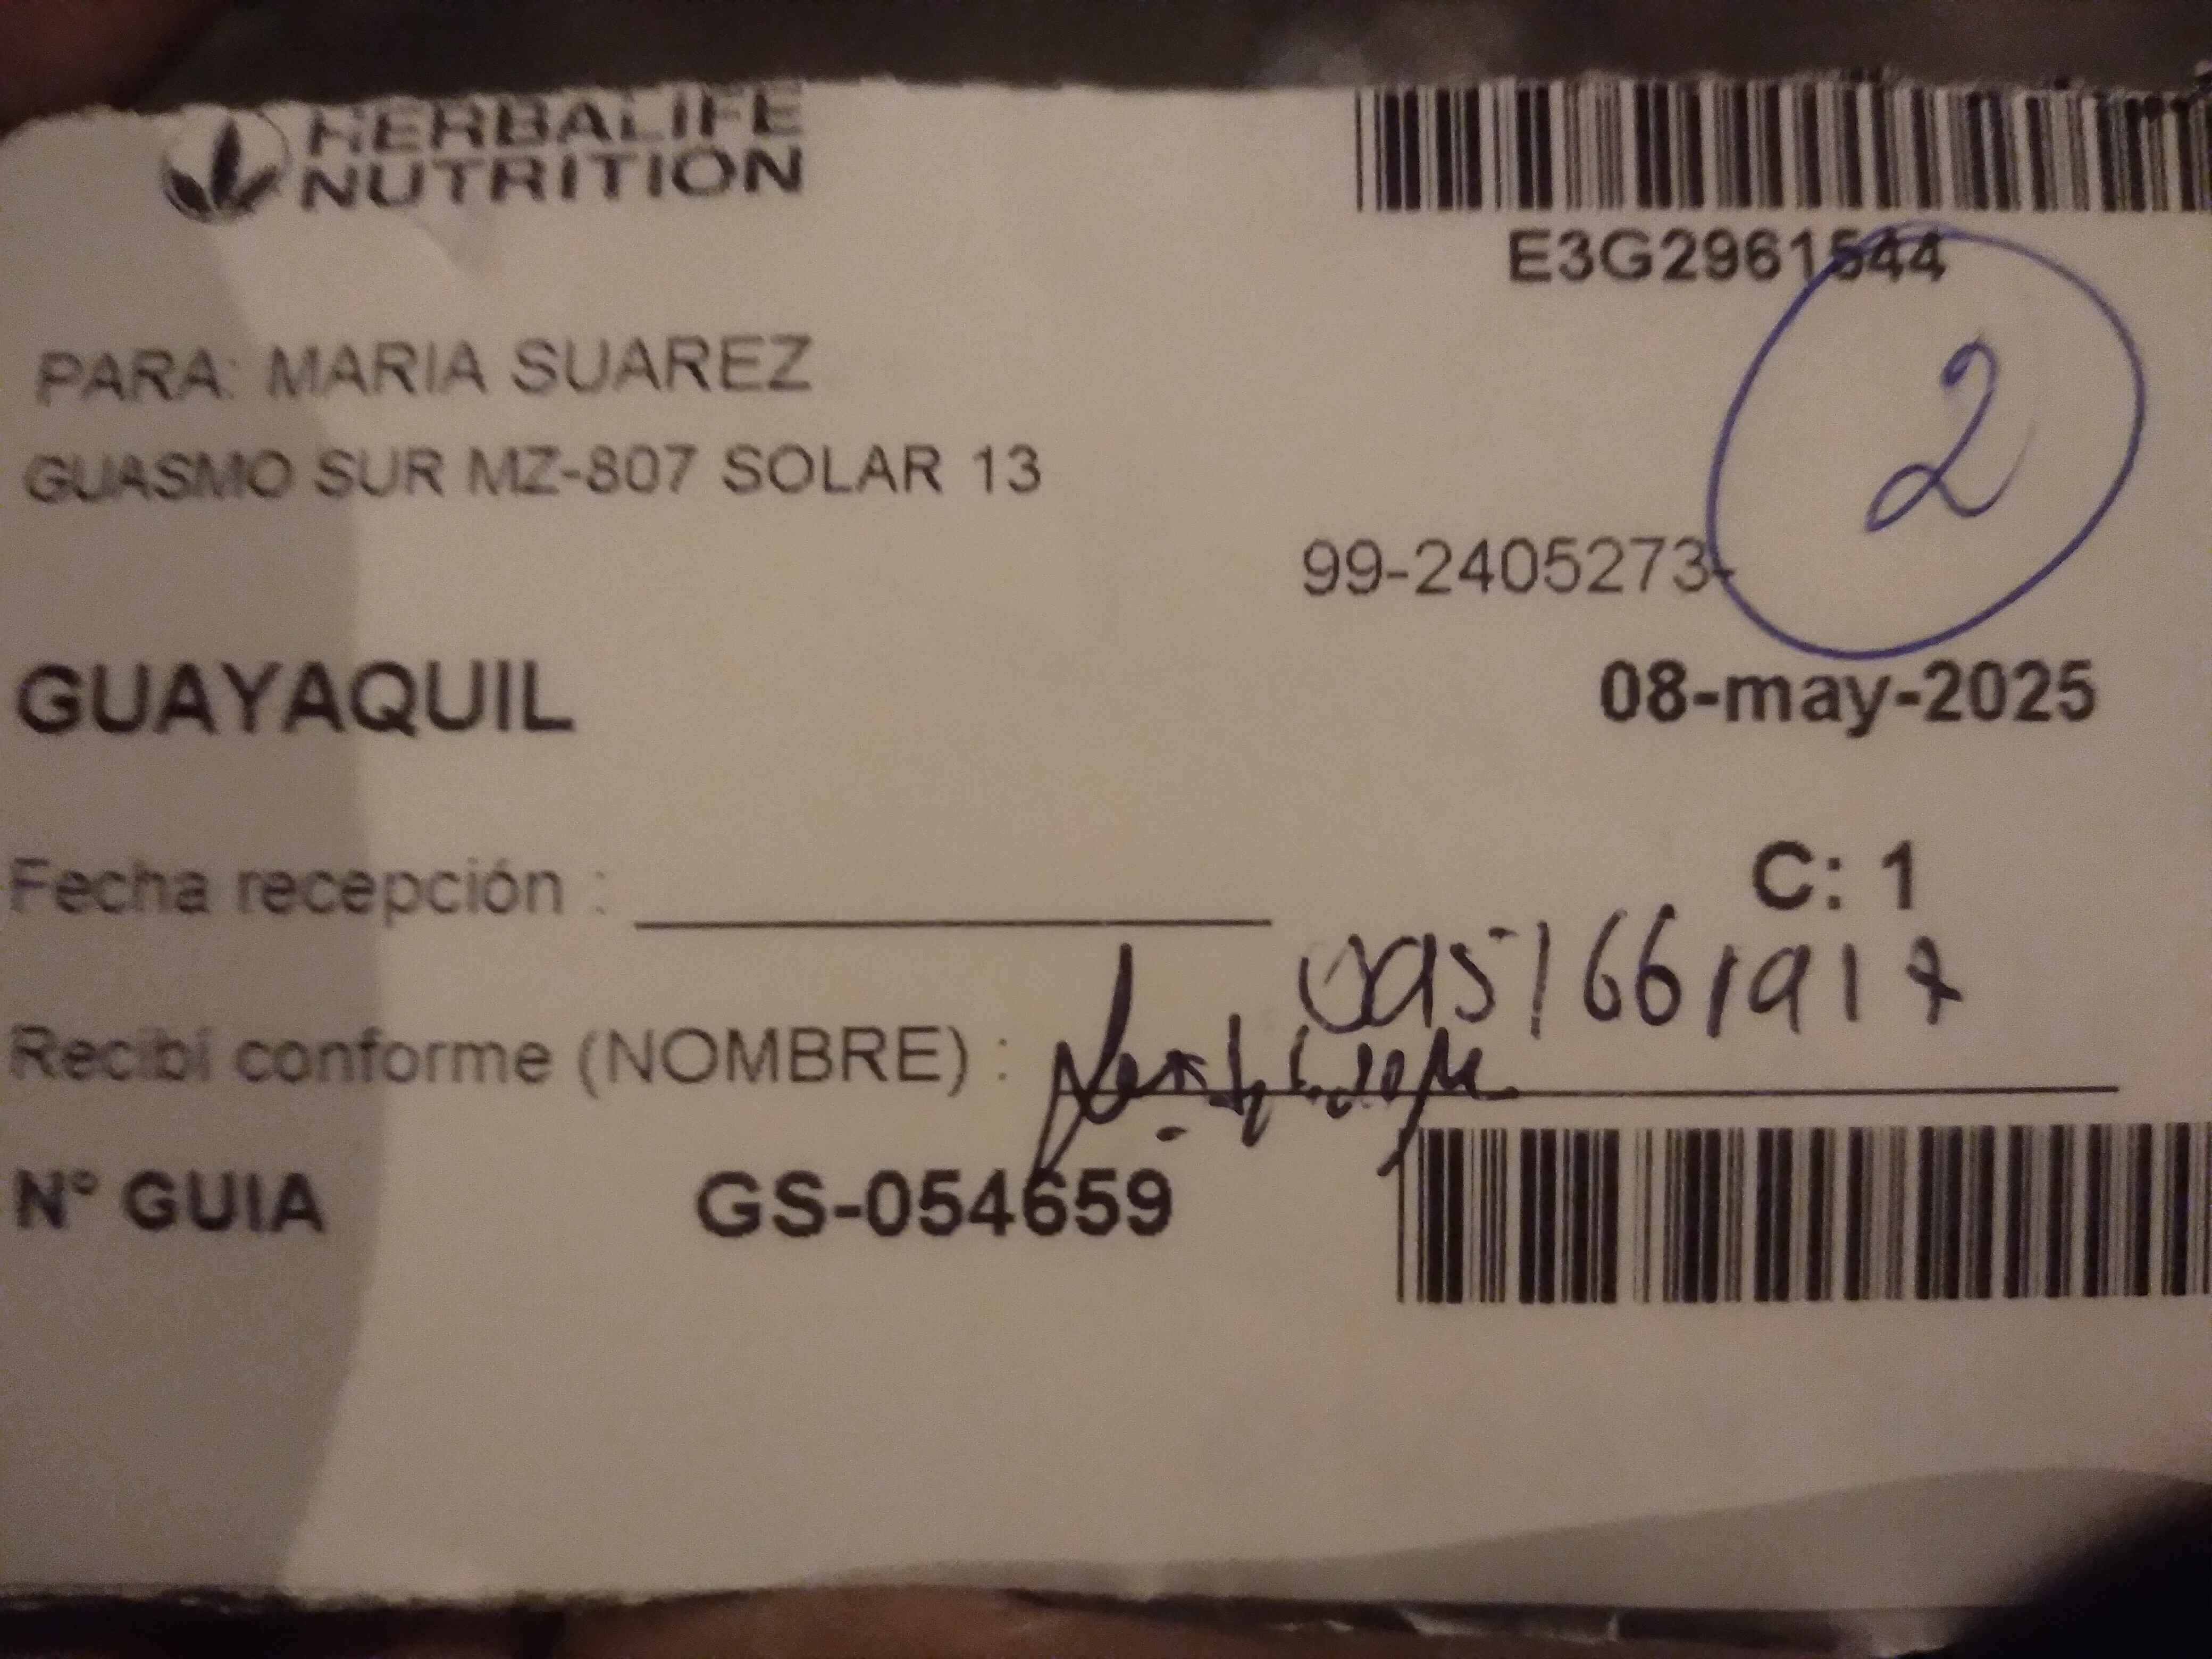 HERBALIFE
NUTRITION
E3G2961544
PARA: MARIA SUAREZ
2
GUASMO SUR MZ-807 SOLAR 13
99-2405273-
GUAYAQUIL
08-may-2025
C: 1
Fecha recepción :
0951661917
Recibí conforme (NOMBRE) :
N° GUIA GS-054659